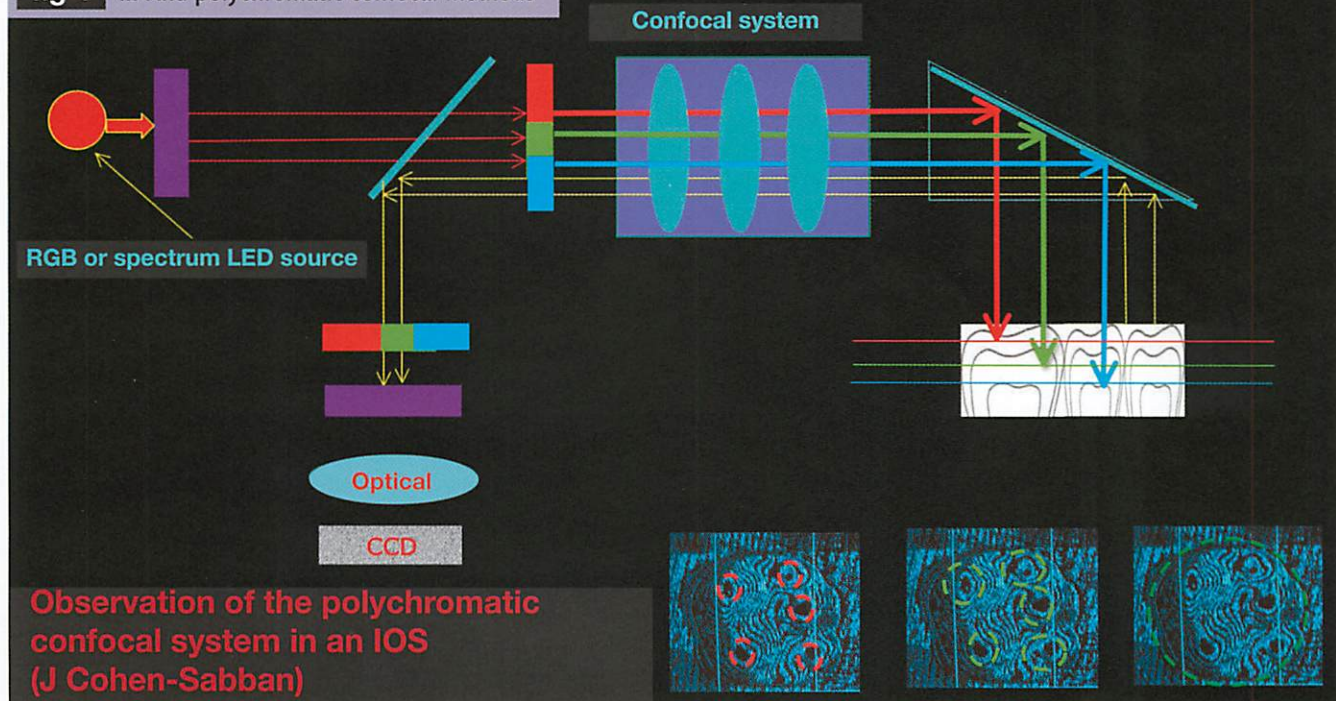 Confocal system
RGB or spectrum LED source
Optical
CCD
Observation of the polychromatic
confocal system in an IOS
(J Cohen-Sabban)